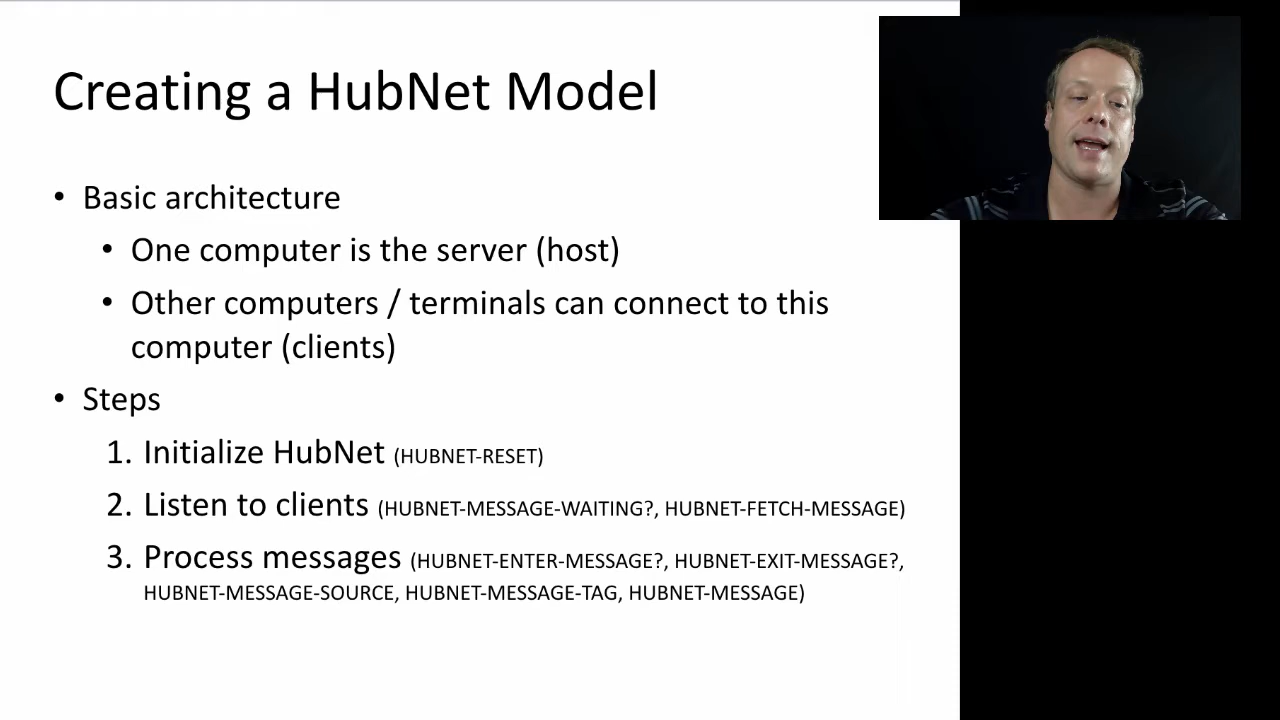 Creating a HubNet Model
• Basic architecture
• One computer is the server (host)
• Other computers / terminals can connect to this
computer (clients)
• Steps
1. Initialize HubNet (HUBNET-RESET)
2. Listen to clients (HUBNET-MESSAGE-WAITING?, HUBNET-FETCH-MESSAGE)
3. Process messages (HUBNET-ENTER-MESSAGE?, HUBNET-EXIT-MESSAGE?,
HUBNET-MESSAGE-SOURCE, HUBNET-MESSAGE-TAG, HUBNET-MESSAGE)